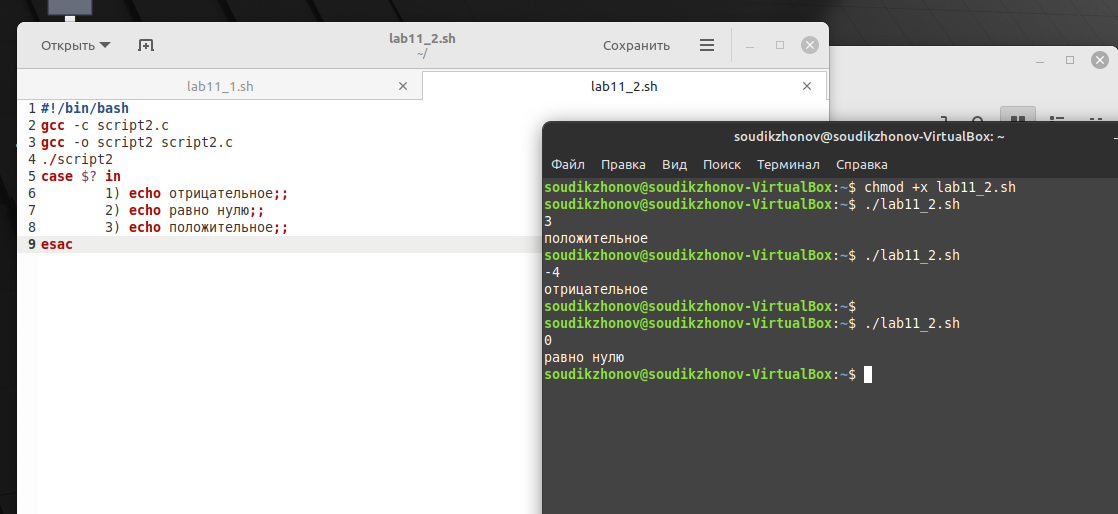 Открыть
lab11_2.sh
~/
Сохранить
lab11_1.sh
lab11_2.sh
1 #!/bin/bash
2 gcc -c script2.c
3 gcc -o script2 script2.c
4 ./script2
5 case $? in
6 1) echo отрицательное;;
7 2) echo равно нулю;;
8 3) echo положительное;;
9 esac
soudikzhonov@soudikzhonov-VirtualBox: ~
Файл Правка Вид Поиск Терминал Справка
soudikzhonov@soudikzhonov-VirtualBox:~$ chmod +x lab11_2.sh
soudikzhonov@soudikzhonov-VirtualBox:~$ ./lab11_2.sh
3
положительное
soudikzhonov@soudikzhonov-VirtualBox:~$ ./lab11_2.sh
-4
отрицательное
soudikzhonov@soudikzhonov-VirtualBox:~$
soudikzhonov@soudikzhonov-VirtualBox:~$ ./lab11_2.sh
0
равно нулю
soudikzhonov@soudikzhonov-VirtualBox:~$